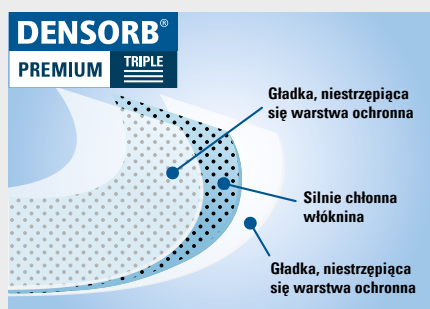 DENSORB®
PREMIUM TRIPLE
Gładka, niestrzępiąca
się warstwa ochronna
Silnie chłonna
włóknina
Gładka, niestrzępiąca
się warstwa ochronna